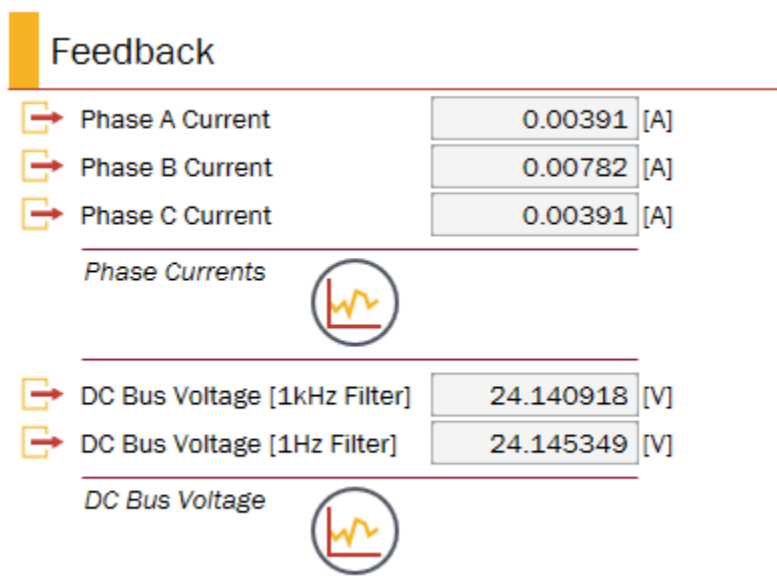 Feedback
Phase A Current 0.00391 [A]
Phase B Current 0.00782 [A]
Phase C Current 0.00391 [A]
Phase Currents
DC Bus Voltage [1kHz Filter] 24.140918 [V]
DC Bus Voltage [1Hz Filter] 24.145349 [V]
DC Bus Voltage